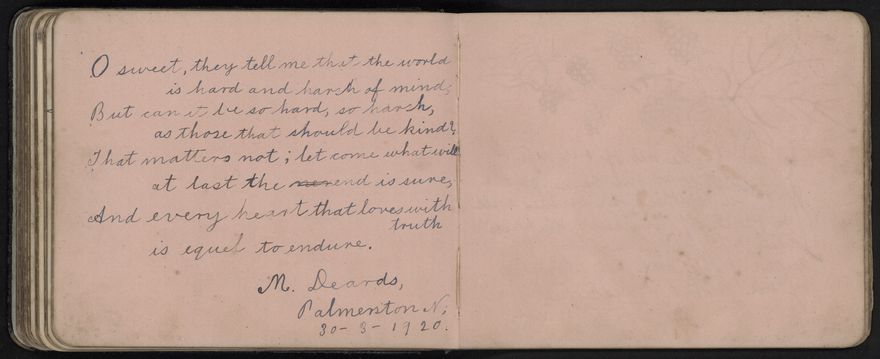 O sweet, they tell me that the world
is hard and harsh of mind;
But can it be so hard, so harsh,
as those that should be kind?
That matters not; let come what will
at last the end is sure,
And every heart that loves with
truth
is equel to endure.
M. Deards,
Palmerston N,
30-3-1920.